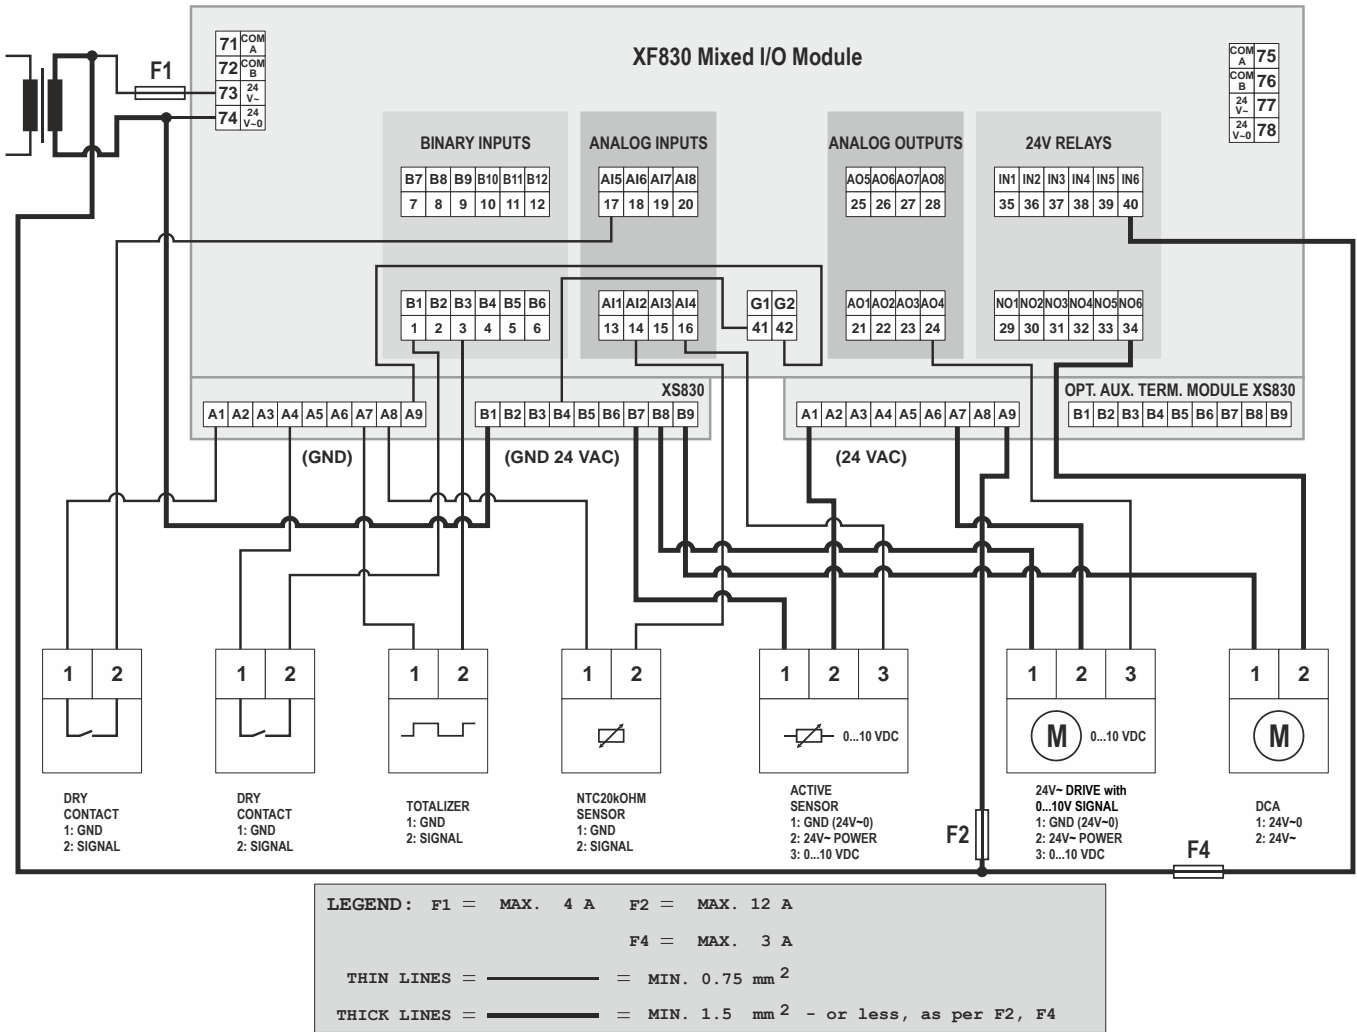 XF830 Mixed I/O Module
F1
71 COM A
72 COM B
73 24 V~
74 24 V~0
COM A 75
COM B 76
24 V~ 77
24 V~0 78
BINARY INPUTS
ANALOG INPUTS
ANALOG OUTPUTS
24V RELAYS
B7 B8 B9 B10 B11 B12
7 8 9 10 11 12
AI5 AI6 AI7 AI8
17 18 19 20
AO5 AO6 AO7 AO8
25 26 27 28
IN1 IN2 IN3 IN4 IN5 IN6
35 36 37 38 39 40
B1 B2 B3 B4 B5 B6
1 2 3 4 5 6
AI1 AI2 AI3 AI4
13 14 15 16
G1 G2
41 42
AO1 AO2 AO3 AO4
21 22 23 24
NO1 NO2 NO3 NO4 NO5 NO6
29 30 31 32 33 34
XS830
OPT. AUX. TERM. MODULE XS830
A1 A2 A3 A4 A5 A6 A7 A8 A9
B1 B2 B3 B4 B5 B6 B7 B8 B9
A1 A2 A3 A4 A5 A6 A7 A8 A9
B1 B2 B3 B4 B5 B6 B7 B8 B9
(GND)
(GND 24 VAC)
(24 VAC)
1 2
1 2
1 2
1 2
1 2 3
1 2 3
1 2
0...10 VDC
M
0...10 VDC
M
DRY
CONTACT
1: GND
2: SIGNAL
DRY
CONTACT
1: GND
2: SIGNAL
TOTALIZER
1: GND
2: SIGNAL
NTC20kOHM
SENSOR
1: GND
2: SIGNAL
ACTIVE
SENSOR
1: GND (24V~0)
2: 24V~ POWER
3: 0...10 VDC
F2
24V~ DRIVE with
0...10V SIGNAL
1: GND (24V~0)
2: 24V~ POWER
3: 0...10 VDC
F4
DCA
1: 24V~0
2: 24V~
LEGEND: F1 = MAX. 4 A F2 = MAX. 12 A
F4 = MAX. 3 A
THIN LINES = = MIN. 0.75 mm²
THICK LINES = = MIN. 1.5 mm² - or less, as per F2, F4